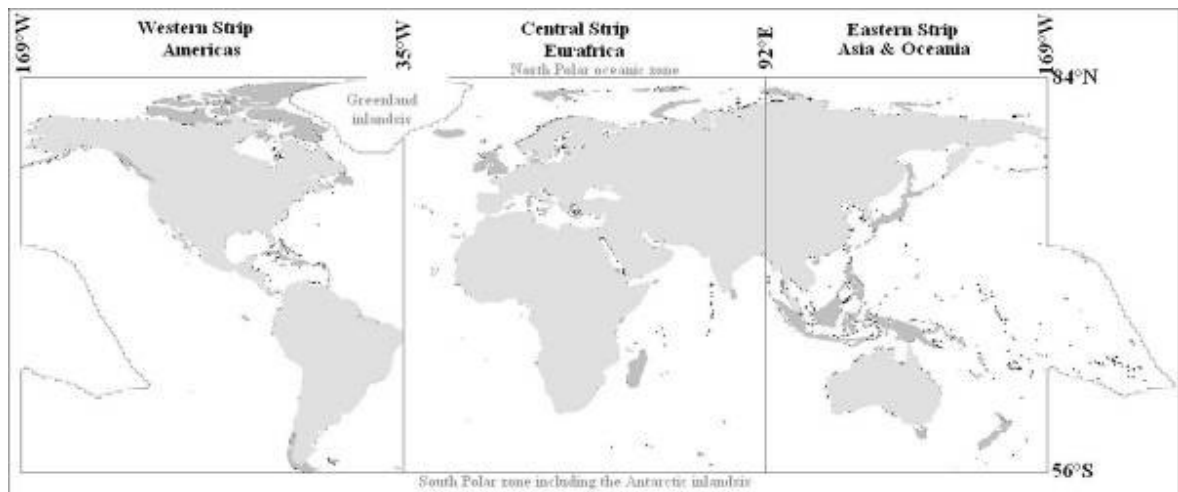 Western Strip
Americas
Central Strip
Eurafrica
Eastern Strip
Asia & Oceania
169°W
35°W
92°E
169°W
North Polar oceanic zone
84°N
Greenland
inlandsis
56°S
South Polar zone including the Antarctic inlandsis